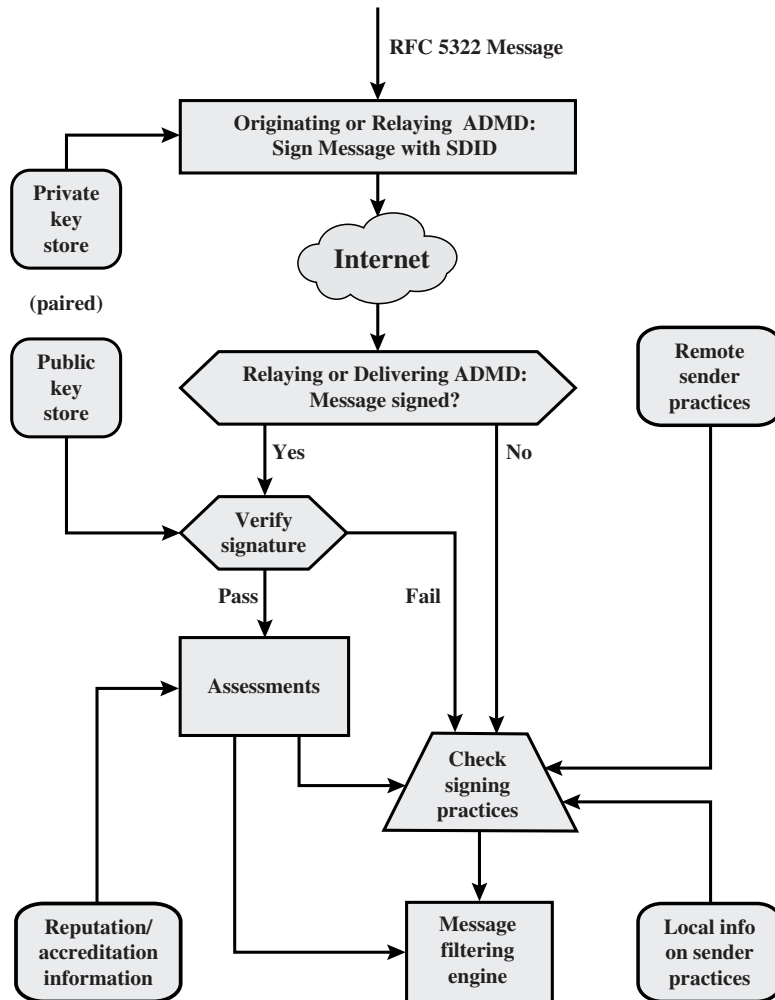 RFC 5322 Message
Originating or Relaying ADMD:
Sign Message with SDID
Private
key
store
Internet
(paired)
Public
key
store
Relaying or Delivering ADMD:
Message signed?
Remote
sender
practices
Yes
No
Verify
signature
Pass
Fail
Assessments
Check
signing
practices
Reputation/
accreditation
information
Message
filtering
engine
Local info
on sender
practices